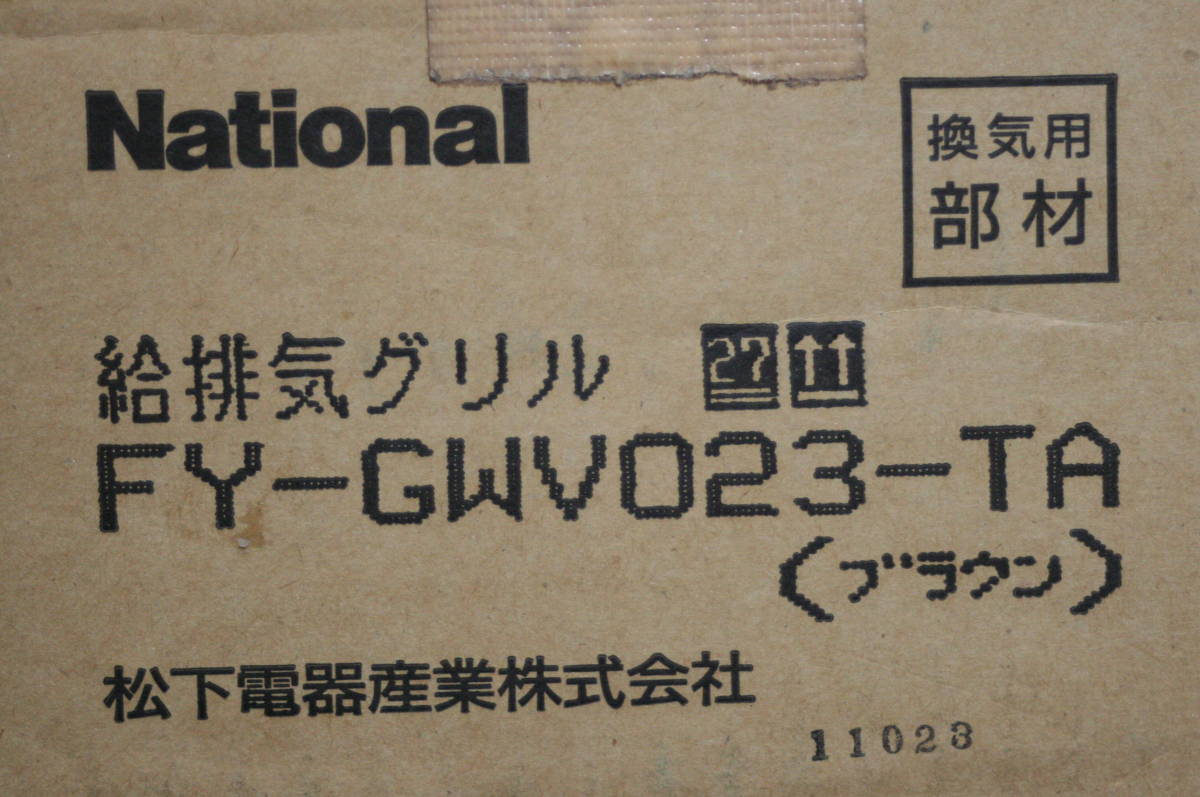 National
換気用
部材
給排気グリル 27
FY-GWV023-TA
(ブラウン)
松下電器産業株式会社
11023